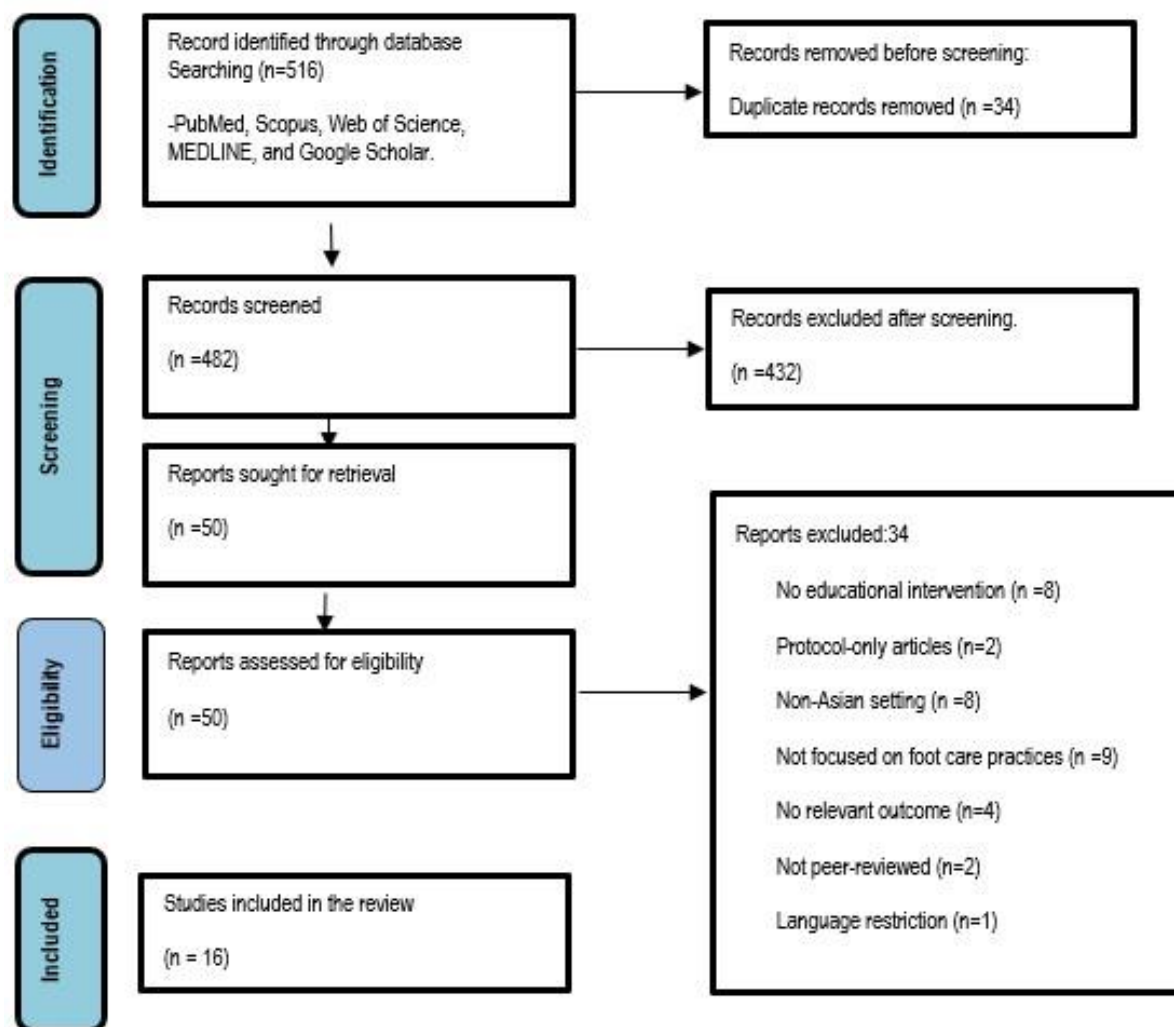 Identification
Record identified through database
Searching (n=516)
-PubMed, Scopus, Web of Science,
MEDLINE, and Google Scholar.
Records removed before screening:
Duplicate records removed (n =34)
Screening
Records screened
(n =482)
Records excluded after screening.
(n =432)
Reports sought for retrieval
(n =50)
Eligibility
Reports assessed for eligibility
(n =50)
Reports excluded:34
No educational intervention (n =8)
Protocol-only articles (n=2)
Non-Asian setting (n =8)
Not focused on foot care practices (n =9)
No relevant outcome (n=4)
Not peer-reviewed (n=2)
Language restriction (n=1)
Included
Studies included in the review
(n = 16)